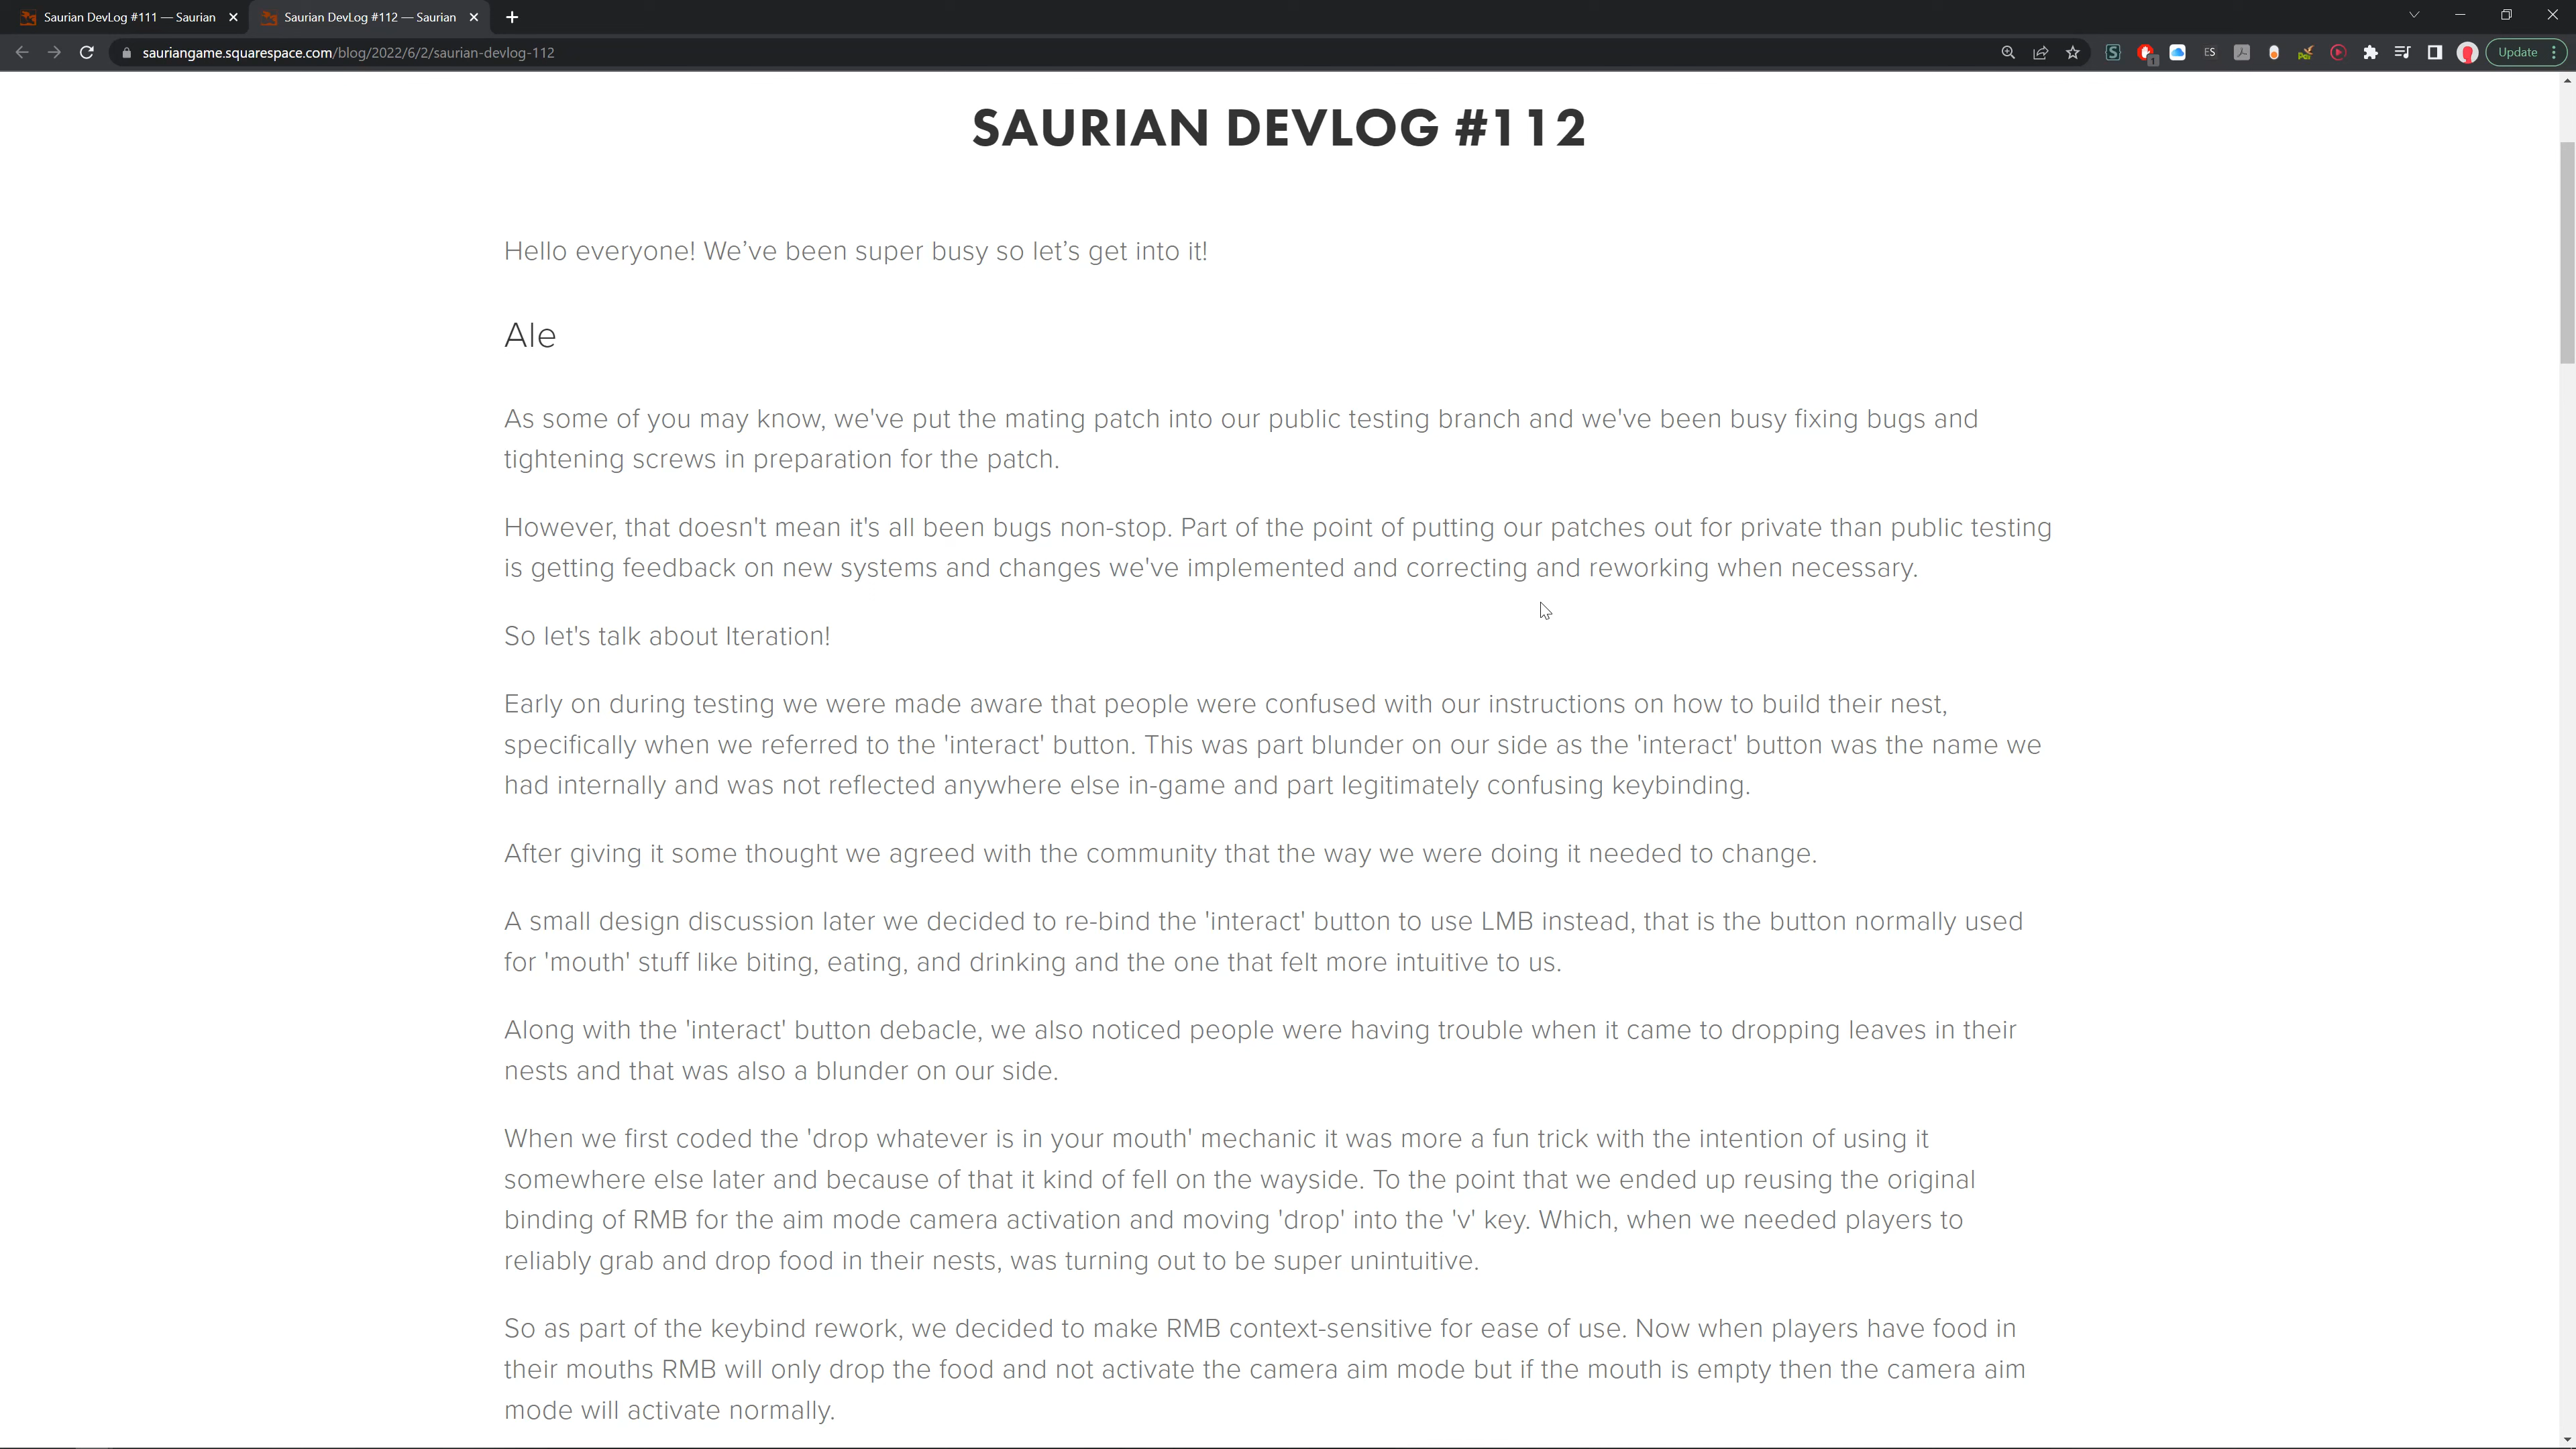 Saurian DevLog #111 — Saurian
Saurian DevLog #112 — Saurian
sauriangame.squarespace.com/blog/2022/6/2/saurian-devlog-112
1
ES
Update
SAURIAN DEVLOG #112
Hello everyone! We’ve been super busy so let’s get into it!
Ale
As some of you may know, we've put the mating patch into our public testing branch and we've been busy fixing bugs and
tightening screws in preparation for the patch.
However, that doesn't mean it's all been bugs non-stop. Part of the point of putting our patches out for private than public testing
is getting feedback on new systems and changes we've implemented and correcting and reworking when necessary.
So let's talk about Iteration!
Early on during testing we were made aware that people were confused with our instructions on how to build their nest,
specifically when we referred to the 'interact' button. This was part blunder on our side as the 'interact' button was the name we
had internally and was not reflected anywhere else in-game and part legitimately confusing keybinding.
After giving it some thought we agreed with the community that the way we were doing it needed to change.
A small design discussion later we decided to re-bind the 'interact' button to use LMB instead, that is the button normally used
for 'mouth' stuff like biting, eating, and drinking and the one that felt more intuitive to us.
Along with the 'interact' button debacle, we also noticed people were having trouble when it came to dropping leaves in their
nests and that was also a blunder on our side.
When we first coded the 'drop whatever is in your mouth' mechanic it was more a fun trick with the intention of using it
somewhere else later and because of that it kind of fell on the wayside. To the point that we ended up reusing the original
binding of RMB for the aim mode camera activation and moving 'drop' into the 'v' key. Which, when we needed players to
reliably grab and drop food in their nests, was turning out to be super unintuitive.
So as part of the keybind rework, we decided to make RMB context-sensitive for ease of use. Now when players have food in
their mouths RMB will only drop the food and not activate the camera aim mode but if the mouth is empty then the camera aim
mode will activate normally.